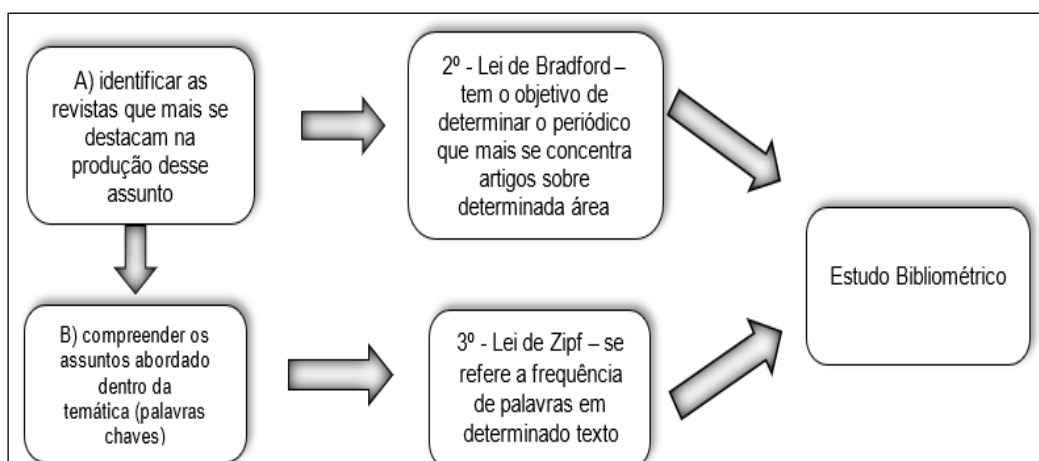 A) identificar as
revistas que mais se
destacam na
produção desse
assunto
2º - Lei de Bradford –
tem o objetivo de
determinar o periódico
que mais se concentra
artigos sobre
determinada área
B) compreender os
assuntos abordado
dentro da
temática (palavras
chaves)
3º - Lei de Zipf – se
refere a frequência
de palavras em
determinado texto
Estudo Bibliométrico